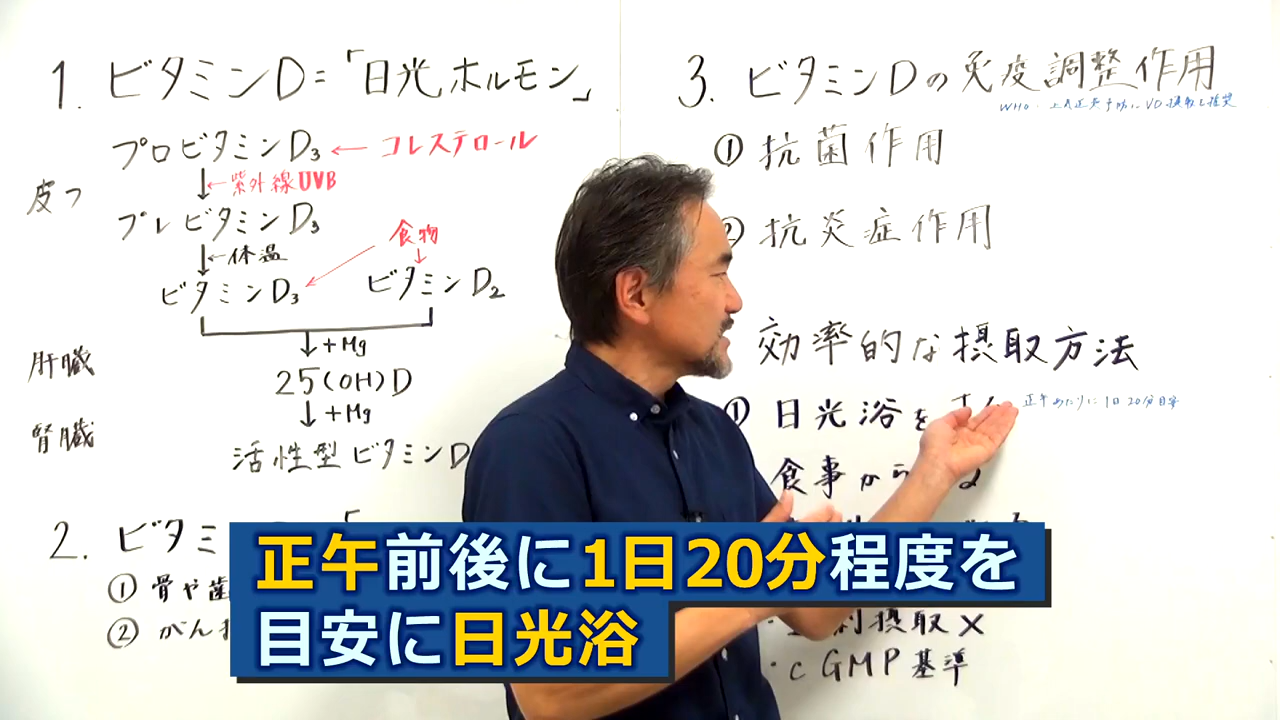 1. ビタミンD=「日光ホルモン」
プロビタミンD₃ ← コレステロール
↓←紫外線UVB
皮フ
プレビタミンD₃
↓←体温
食物
ビタミンD₃
ビタミンD₂
↓+Mg
肝臓
25(OH)D
↓+Mg
腎臓
活性型ビタミンD
2. ビタミ
① 骨や歯
② がん
3. ビタミンDの免疫調整作用
① 抗菌作用
② 抗炎症作用
効率的な摂取方法
① 日光浴を
正午あたりに1日20分目安
食事から
摂取×
・cGMP基準
正午前後に1日20分程度を
目安に日光浴